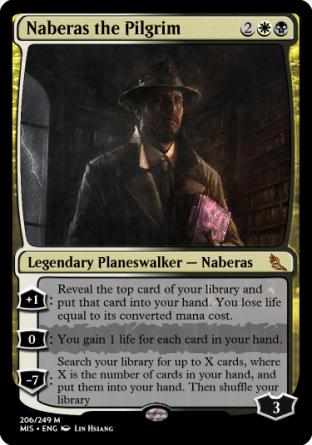 Naberas the Pilgrim 2
Legendary Planeswalker — Naberas
+1 : Reveal the top card of your library and
put that card into your hand. You lose life
equal to its converted mana cost.
0 : You gain 1 life for each card in your hand.
-7 : Search your library for up to X cards, where
X is the number of cards in your hand, and
put them into your hand. Then shuffle your
library
3
206/249 M
MIS • ENG Lin Hsiang